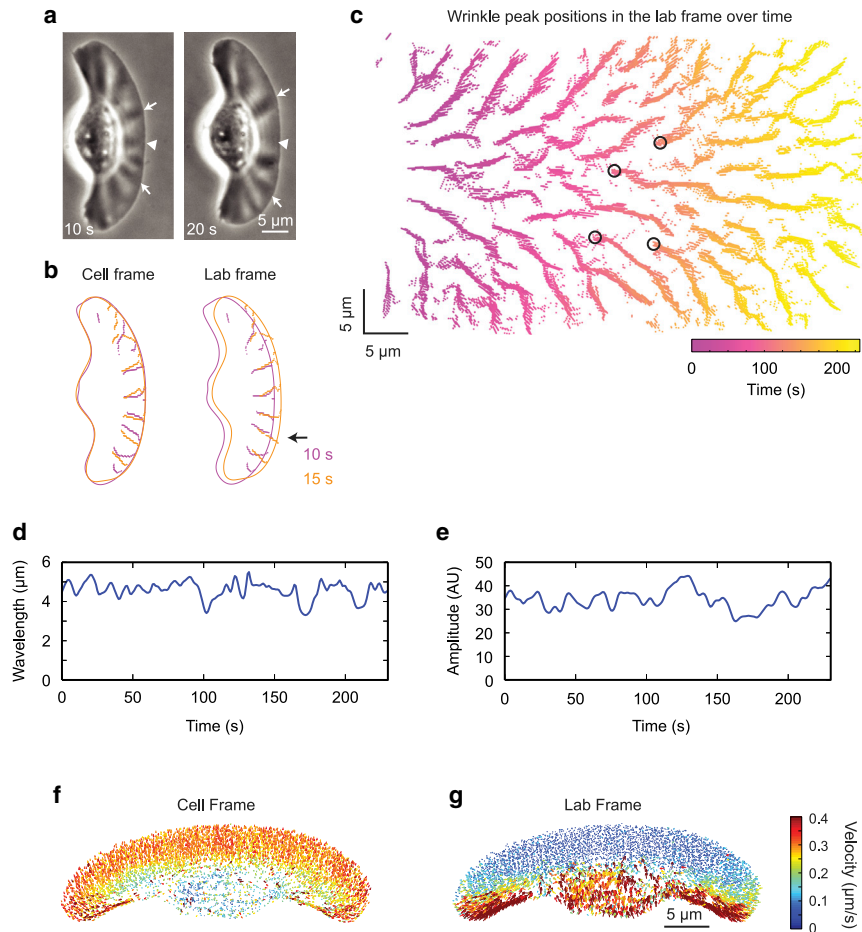 a
10 s
20 s
5 µm
b
Cell frame
Lab frame
10 s
15 s
c
Wrinkle peak positions in the lab frame over time
5 µm
5 µm
0
100
200
Time (s)
d
Wavelength (µm)
6
4
2
0
0
50
100
150
200
Time (s)
e
Amplitude (AU)
50
40
30
20
10
0
0
50
100
150
200
Time (s)
f
Cell Frame
g
Lab Frame
5 µm
0.4
0.3
0.2
0.1
0
Velocity (µm/s)